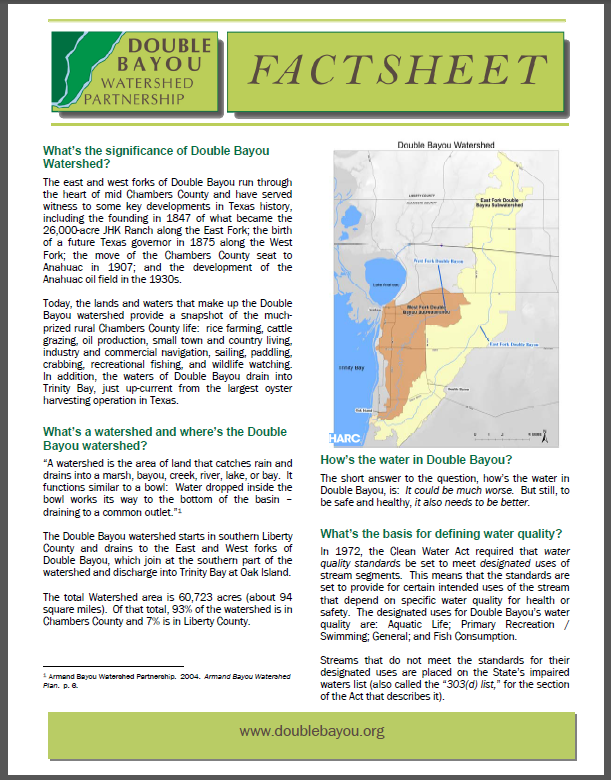 DOUBLE
BAYOU
WATERSHED
PARTNERSHIP
FACTSHEET
What's the significance of Double Bayou
Watershed?
The east and west forks of Double Bayou run through
the heart of mid Chambers County and have served
witness to some key developments in Texas history,
including the founding in 1847 of what became the
26,000-acre JHK Ranch along the East Fork; the birth
of a future Texas governor in 1875 along the West
Fork; the move of the Chambers County seat to
Anahuac in 1907; and the development of the
Anahuac oil field in the 1930s.
Today, the lands and waters that make up the Double
Bayou watershed provide a snapshot of the much-
prized rural Chambers County life: rice farming, cattle
grazing, oil production, small town and country living,
industry and commercial navigation, sailing, paddling,
crabbing, recreational fishing, and wildlife watching.
In addition, the waters of Double Bayou drain into
Trinity Bay, just up-current from the largest oyster
harvesting operation in Texas.
What's a watershed and where's the Double
Bayou watershed?
"A watershed is the area of land that catches rain and
drains into a marsh, bayou, creek, river, lake, or bay. It
functions similar to a bowl: Water dropped inside the
bowl works its way to the bottom of the basin –
draining to a common outlet."1
The Double Bayou watershed starts in southern Liberty
County and drains to the East and West forks of
Double Bayou, which join at the southern part of the
watershed and discharge into Trinity Bay at Oak Island.
The total Watershed area is 60,723 acres (about 94
square miles). Of that total, 93% of the watershed is in
Chambers County and 7% is in Liberty County.
1 Armand Bayou Watershed Partnership. 2004. Armand Bayou Watershed
Plan. p. 6.
Double Bayou Watershed
LIBERTY COUNTY
CHAMBERS COUNTY
East Fork Double
Bayou Subwatershed
West Fork Double Bayou
West Fork Double
Bayou Subwatershed
East Fork Double Bayou
Trinity Bay
Double Bayou
Oak Island
HARC
How's the water in Double Bayou?
The short answer to the question, how's the water in
Double Bayou, is: It could be much worse. But still, to
be safe and healthy, it also needs to be better.
What's the basis for defining water quality?
In 1972, the Clean Water Act required that water
quality standards be set to meet designated uses of
stream segments. This means that the standards are
set to provide for certain intended uses of the stream
that depend on specific water quality for health or
safety. The designated uses for Double Bayou's water
quality are: Aquatic Life; Primary Recreation /
Swimming; General; and Fish Consumption.
Streams that do not meet the standards for their
designated uses are placed on the State's impaired
waters list (also called the "303(d) list," for the section
of the Act that describes it).
www.doublebayou.org